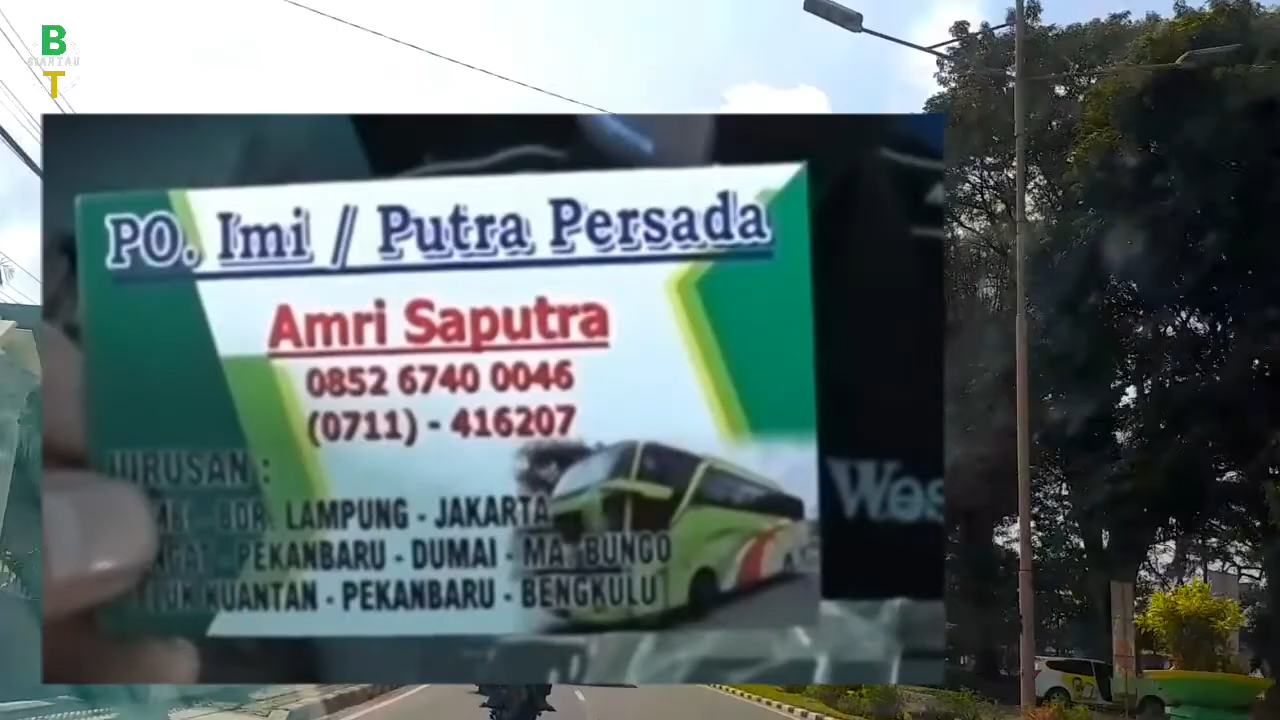 B
T
PO. Imi / Putra Persada
Amri Saputra
0852 6740 0046
(0711) - 416207
JURUSAN :
BDR. LAMPUNG - JAKARTA
- PEKANBARU - DUMAI - MA. BUNGO
KUANTAN - PEKANBARU - BENGKULU
Wes